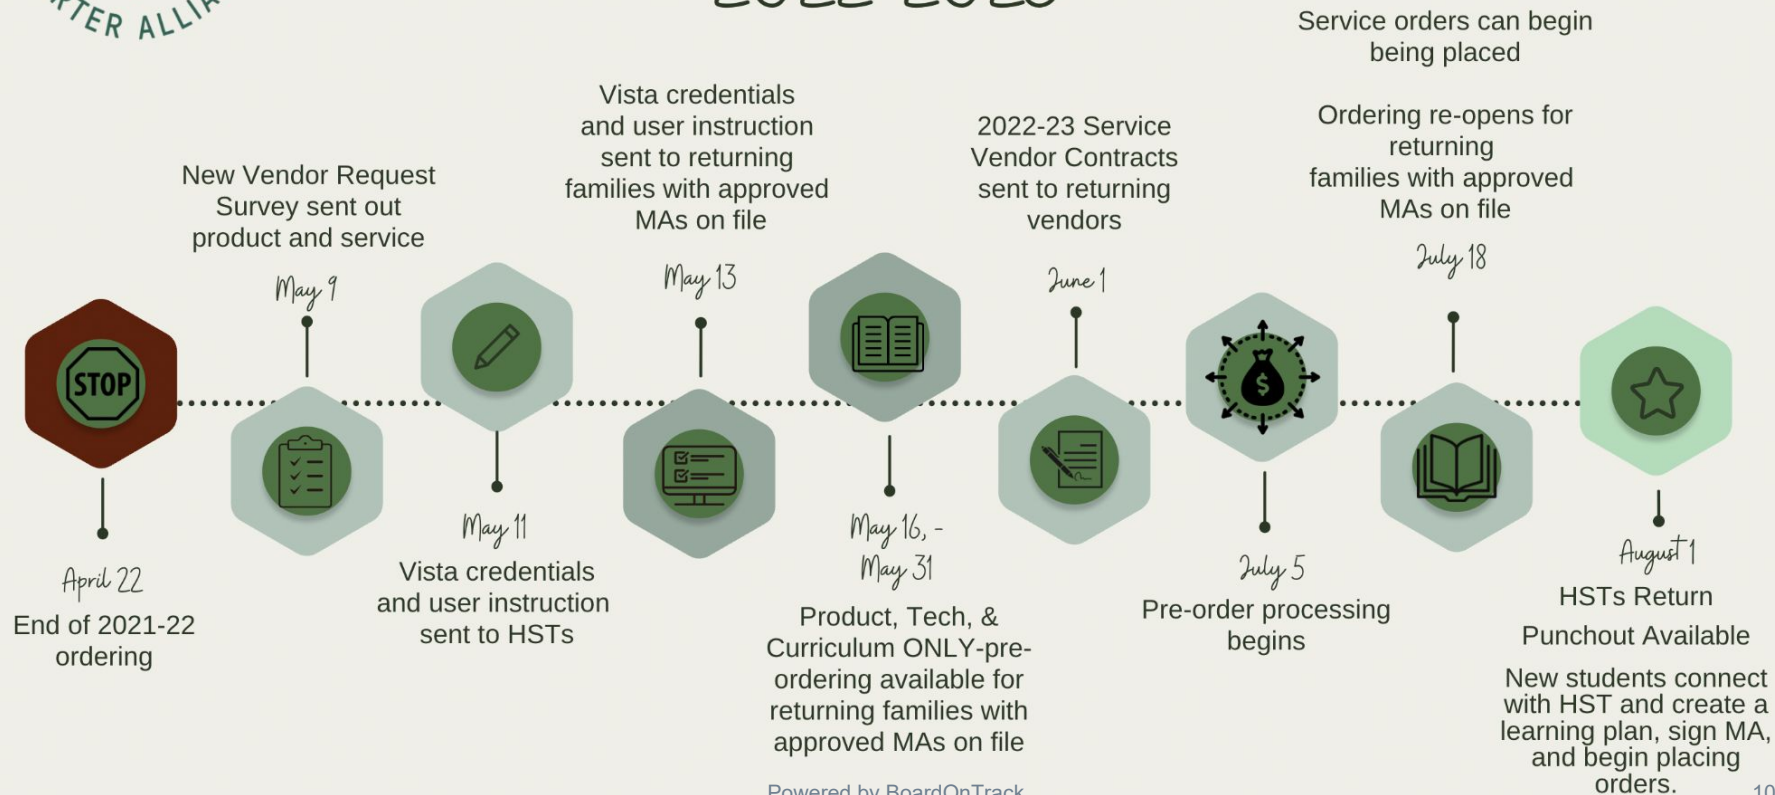 RTER ALLI
2022-2023
Service orders can begin
being placed
Ordering re-opens for
returning
families with approved
MAs on file
July 18
Vista credentials
and user instruction
sent to returning
families with approved
MAs on file
May 13
2022-23 Service
Vendor Contracts
sent to returning
vendors
June 1
New Vendor Request
Survey sent out
product and service
May 9
STOP
$
April 22
End of 2021-22
ordering
May 11
Vista credentials
and user instruction
sent to HSTs
May 16, -
May 31
Product, Tech, &
Curriculum ONLY-pre-
ordering available for
returning families with
approved MAs on file
July 5
Pre-order processing
begins
August 1
HSTs Return
Punchout Available
New students connect
with HST and create a
learning plan, sign MA,
and begin placing
orders.
Powered by BoardOnTrack
10